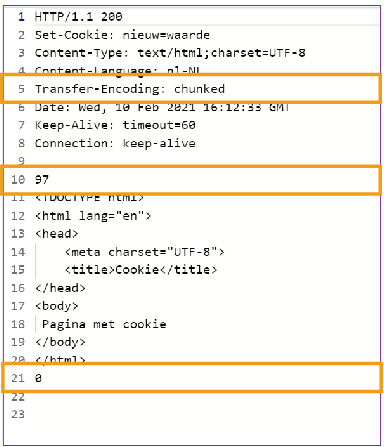 1 HTTP/1.1 200
2 Set-Cookie: nieuw=waarde
3 Content-Type: text/html;charset=UTF-8
4 Content-Language: nl-NL
5 Transfer-Encoding: chunked
6 Date: Wed, 10 Feb 2021 16:12:33 GMT
7 Keep-Alive: timeout=60
8 Connection: keep-alive
9
10 97
11 <!DOCTYPE html>
12 <html lang="en">
13 <head>
14 <meta charset="UTF-8">
15 <title>Cookie</title>
16 </head>
17 <body>
18 Pagina met cookie
19 </body>
20 </html>
21 0
22
23